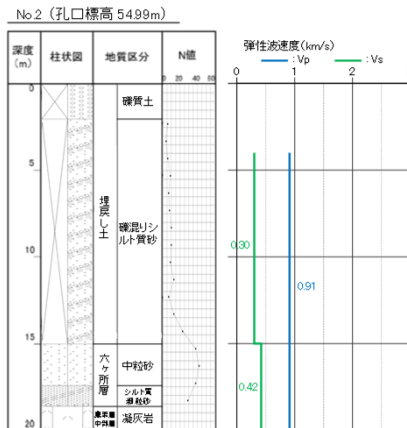 No.2 (孔口標高 54.99m)
深度
(m)
柱状図
地質区分
N値
0 20 40 60
弾性波速度(km/s)
: Vp : Vs
0 1 2
0
礫質土
5
埋戻し土
礫混りシ
ルト質砂
10
0.30
0.91
15
六ヶ所層
中粒砂
シルト質
細粒砂
0.42
20
凝灰岩